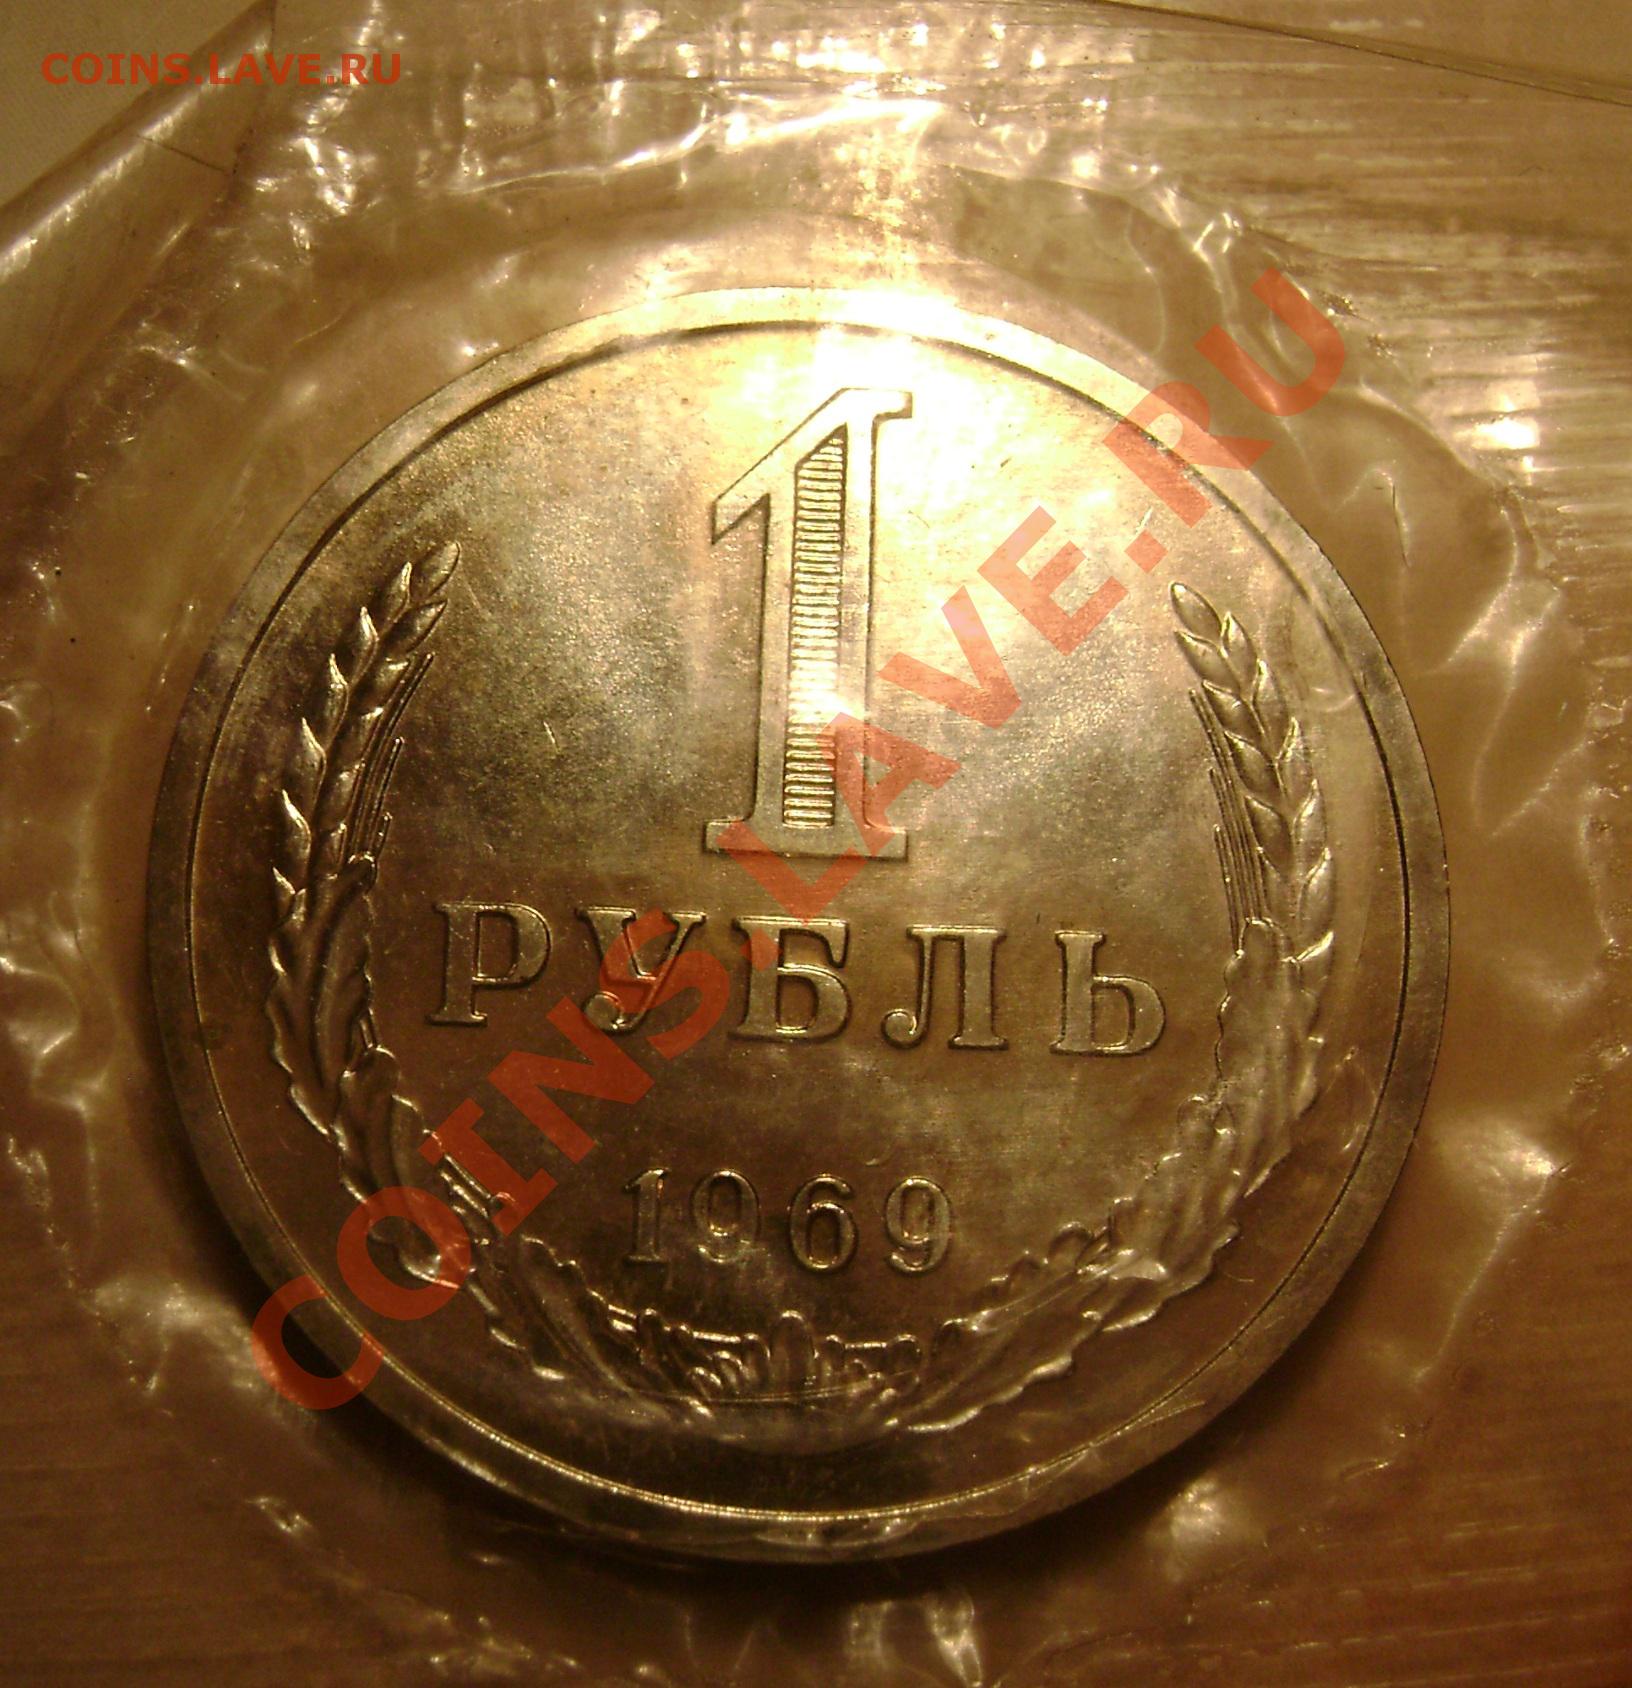 COINS.LAVE.RU
1
РУБЛЬ
1969
COINS.LAVE.RU